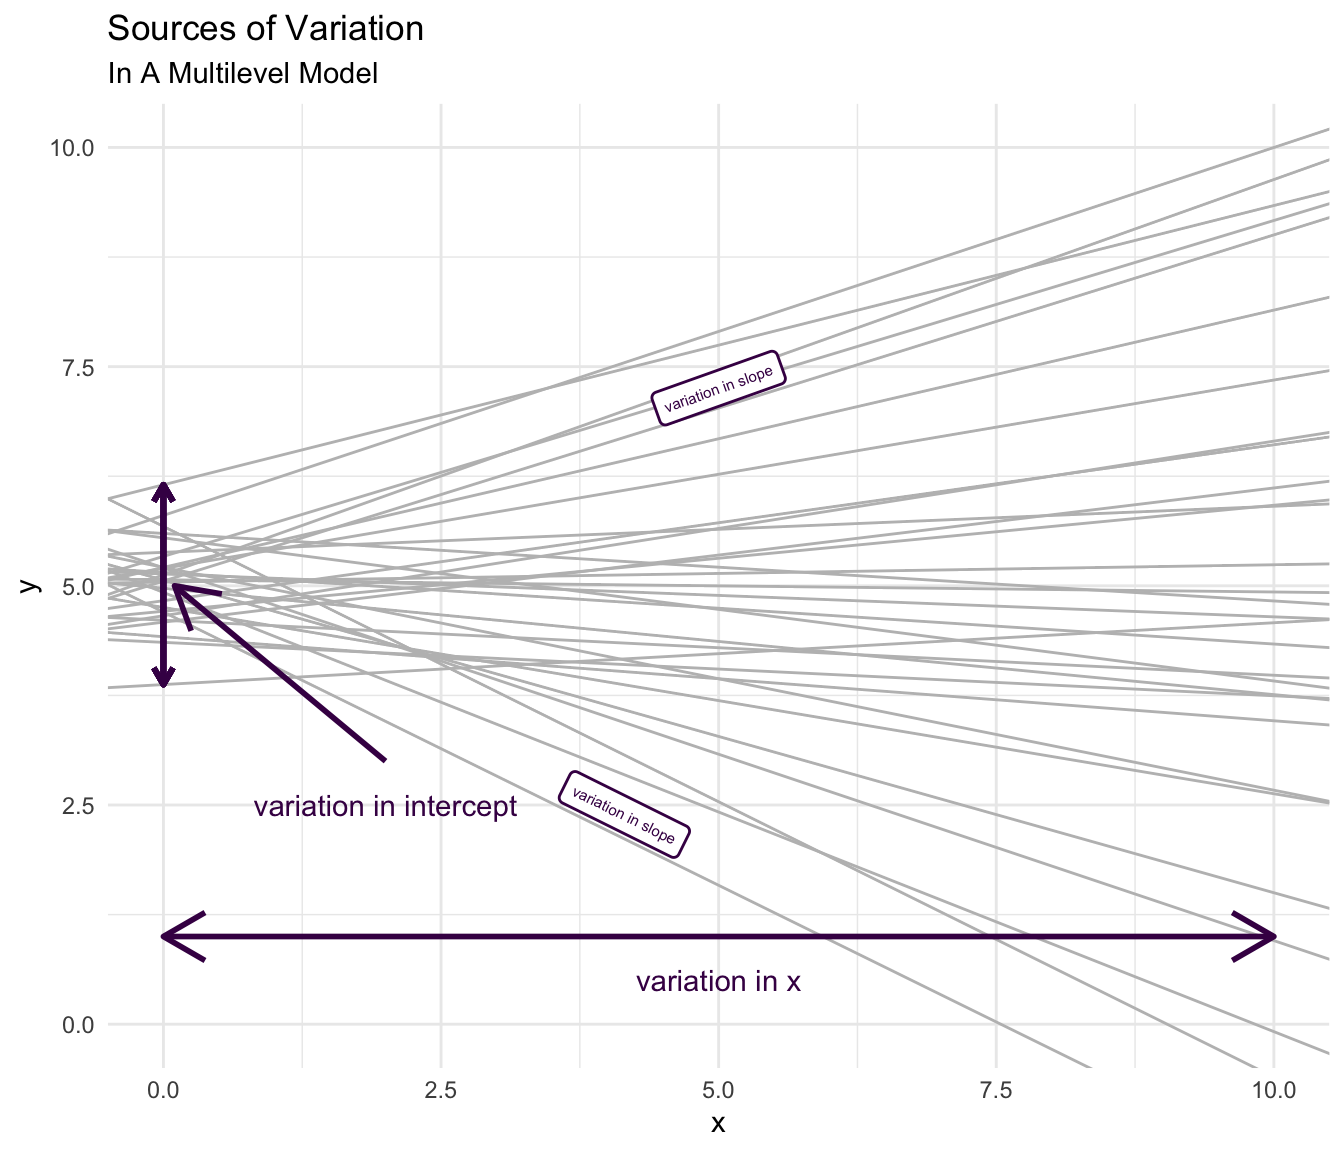 Sources of Variation
In A Multilevel Model
10.0
7.5
5.0
2.5
0.0
y
variation in slope
variation in intercept
variation in slope
variation in x
0.0 2.5 5.0 7.5 10.0
x